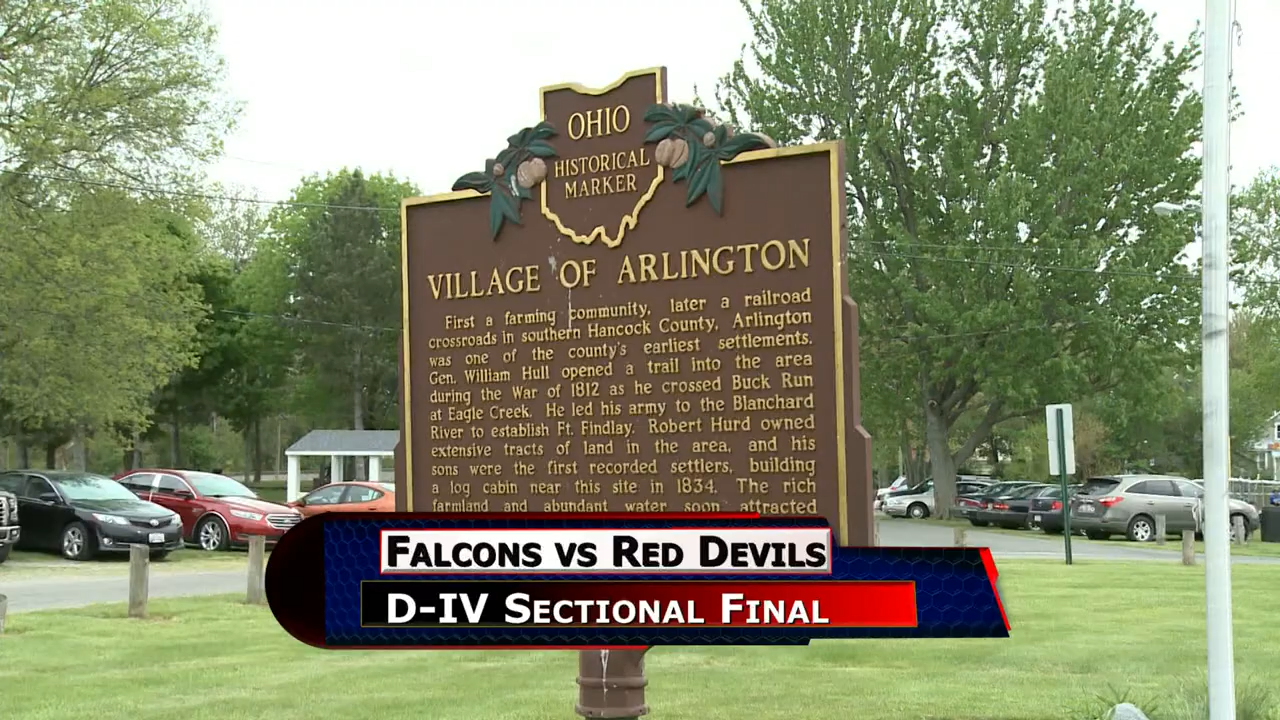 OHIO
HISTORICAL
MARKER
VILLAGE OF ARLINGTON
First a farming community, later a railroad
crossroads in southern Hancock County, Arlington
was one of the county's earliest settlements.
Gen. William Hull opened a trail into the area
during the War of 1812 as he crossed Buck Run
at Eagle Creek. He led his army to the Blanchard
River to establish Ft. Findlay. Robert Hurd owned
extensive tracts of land in the area, and his
sons were the first recorded settlers, building
a log cabin near this site in 1834. The rich
farmland and abundant water soon attracted
FALCONS VS RED DEVILS
D-IV SECTIONAL FINAL